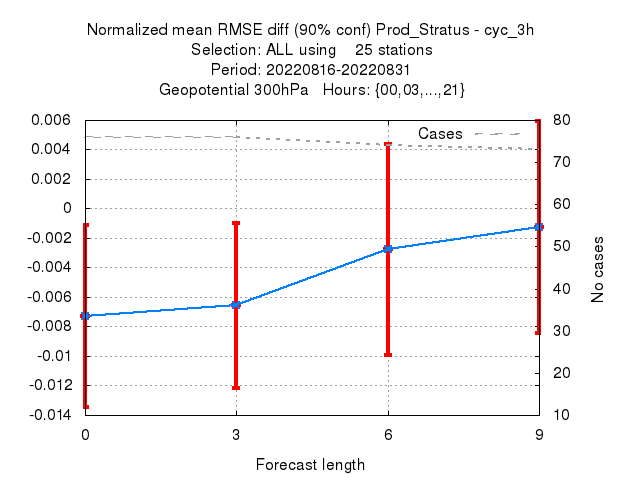 Normalized mean RMSE diff (90% conf) Prod_Stratus - cyc_3h
Selection: ALL using    25 stations
Period: 20220816-20220831
Geopotential 300hPa   Hours: {00,03,...,21}
Cases
0.006
0.004
0.002
0
-0.002
-0.004
-0.006
-0.008
-0.01
-0.012
-0.014
80
70
60
50
40
30
20
10
No cases
0 3 6 9
Forecast length